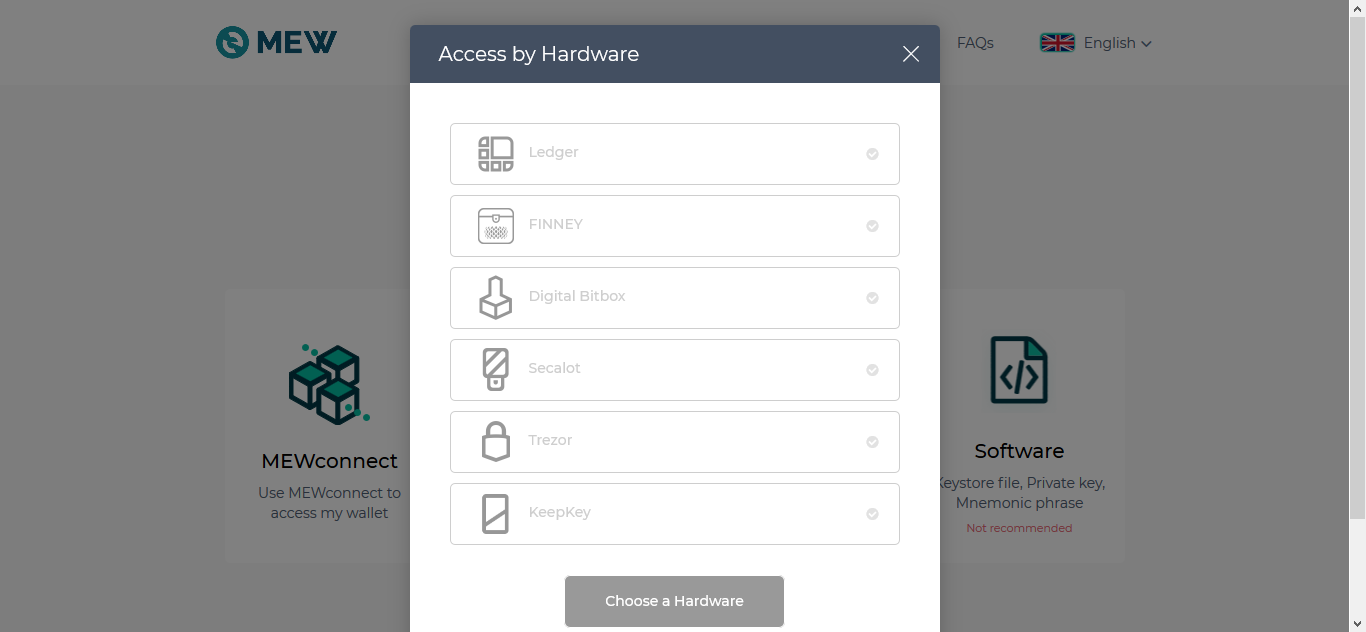 MEW
Access by Hardware
FAQs
English
Ledger
FINNEY
Digital Bitbox
Secalot
Trezor
KeepKey
Choose a Hardware
MEWconnect
Use MEWconnect to
access my wallet
Software
Keystore file, Private key,
Mnemonic phrase
Not recommended